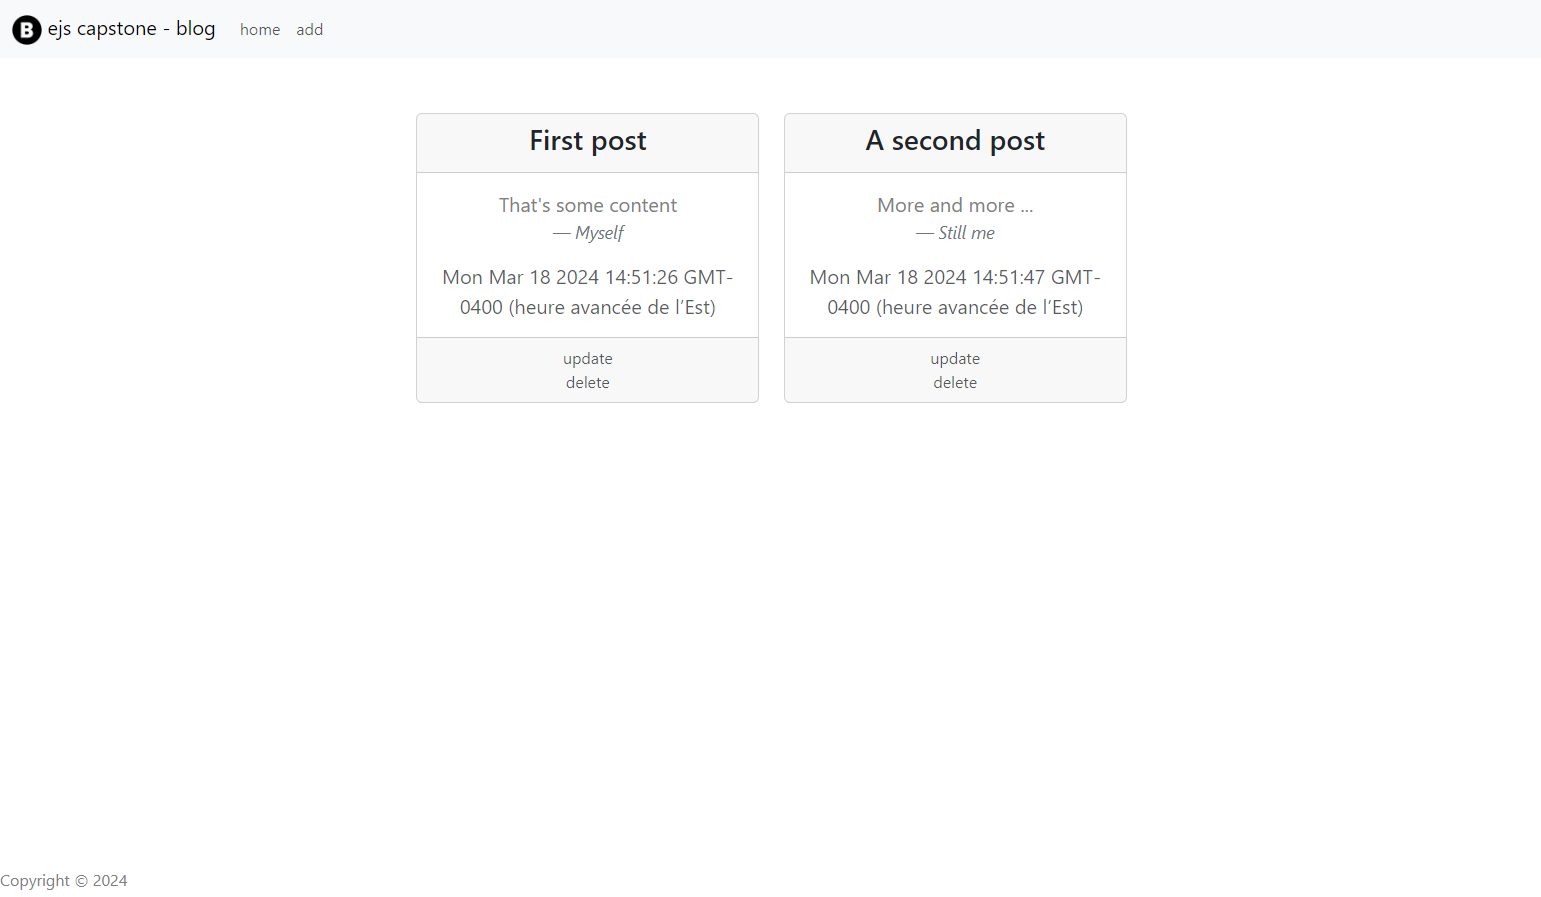 B ejs capstone - blog home add
First post
That's some content
— Myself
Mon Mar 18 2024 14:51:26 GMT-
0400 (heure avancée de l’Est)
update
delete
A second post
More and more ...
— Still me
Mon Mar 18 2024 14:51:47 GMT-
0400 (heure avancée de l’Est)
update
delete
Copyright © 2024